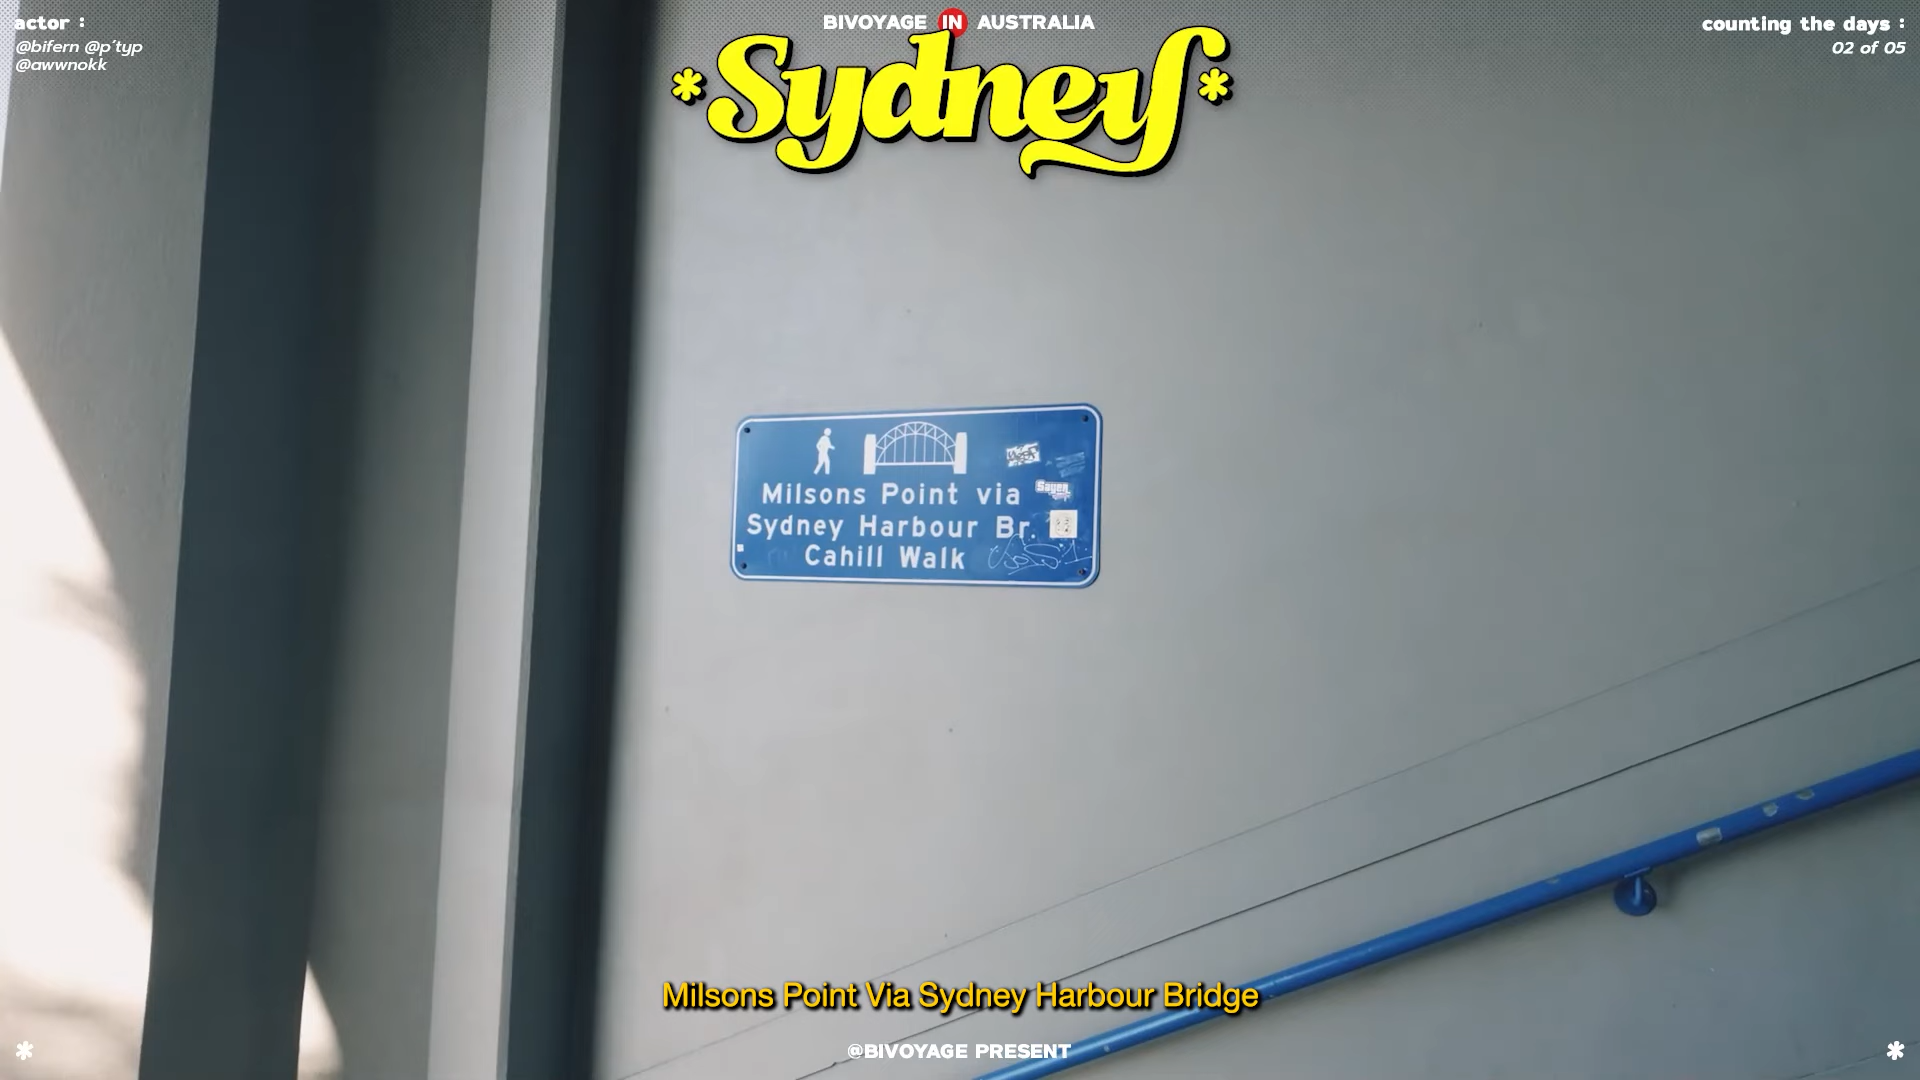 actor :
@bifern @p'typ
@awwnokk
BIVOYAGE IN AUSTRALIA
*Sydney*
counting the days :
02 of 05
Milsons Point via
Sydney Harbour Br.
Cahill Walk
Milsons Point Via Sydney Harbour Bridge
@BIVOYAGE PRESENT